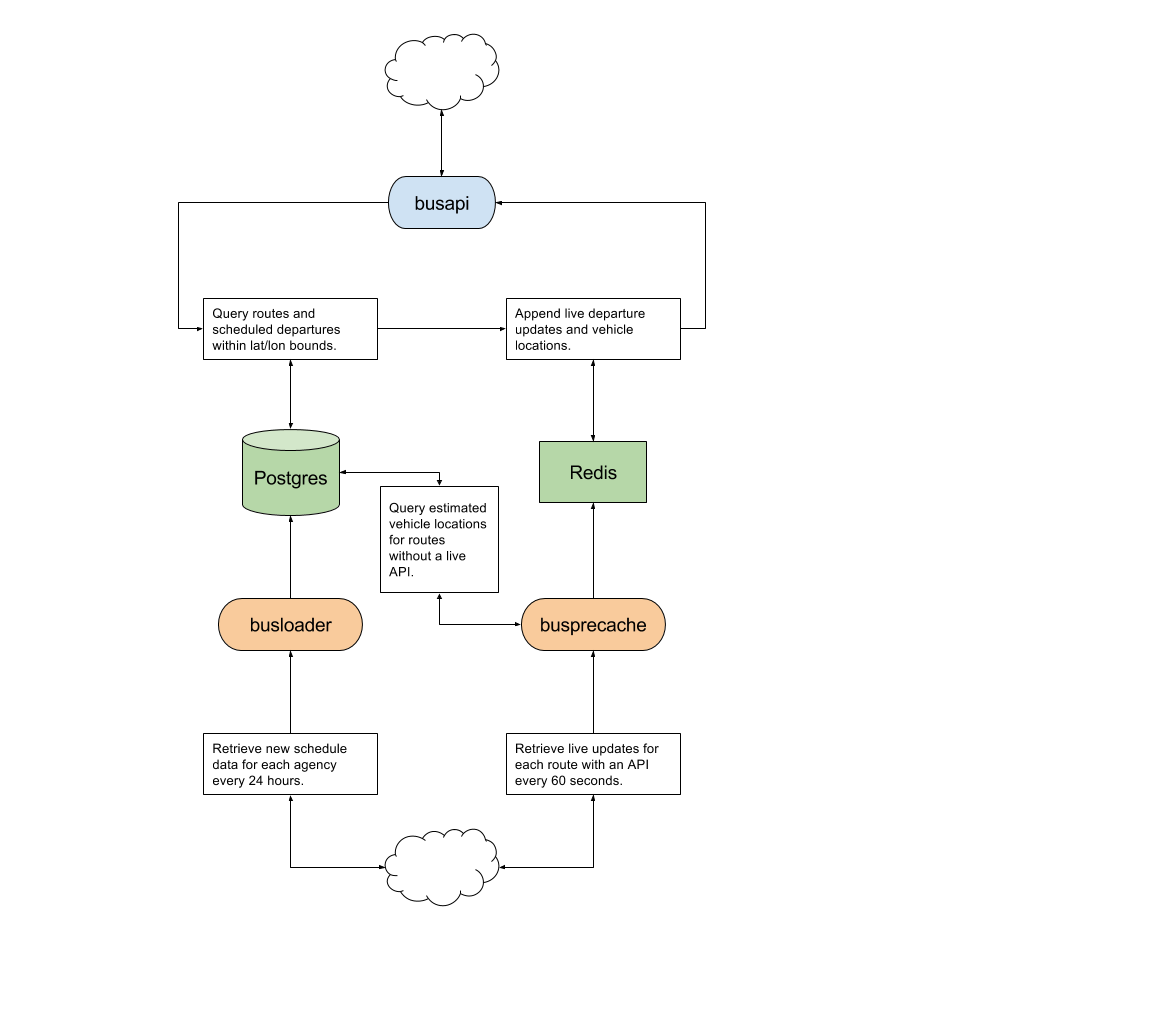 busapi
Query routes and
scheduled departures
within lat/lon bounds.
Append live departure
updates and vehicle
locations.
Postgres
Redis
Query estimated
vehicle locations
for routes
without a live
API.
busloader
busprecache
Retrieve new schedule
data for each agency
every 24 hours.
Retrieve live updates for
each route with an API
every 60 seconds.